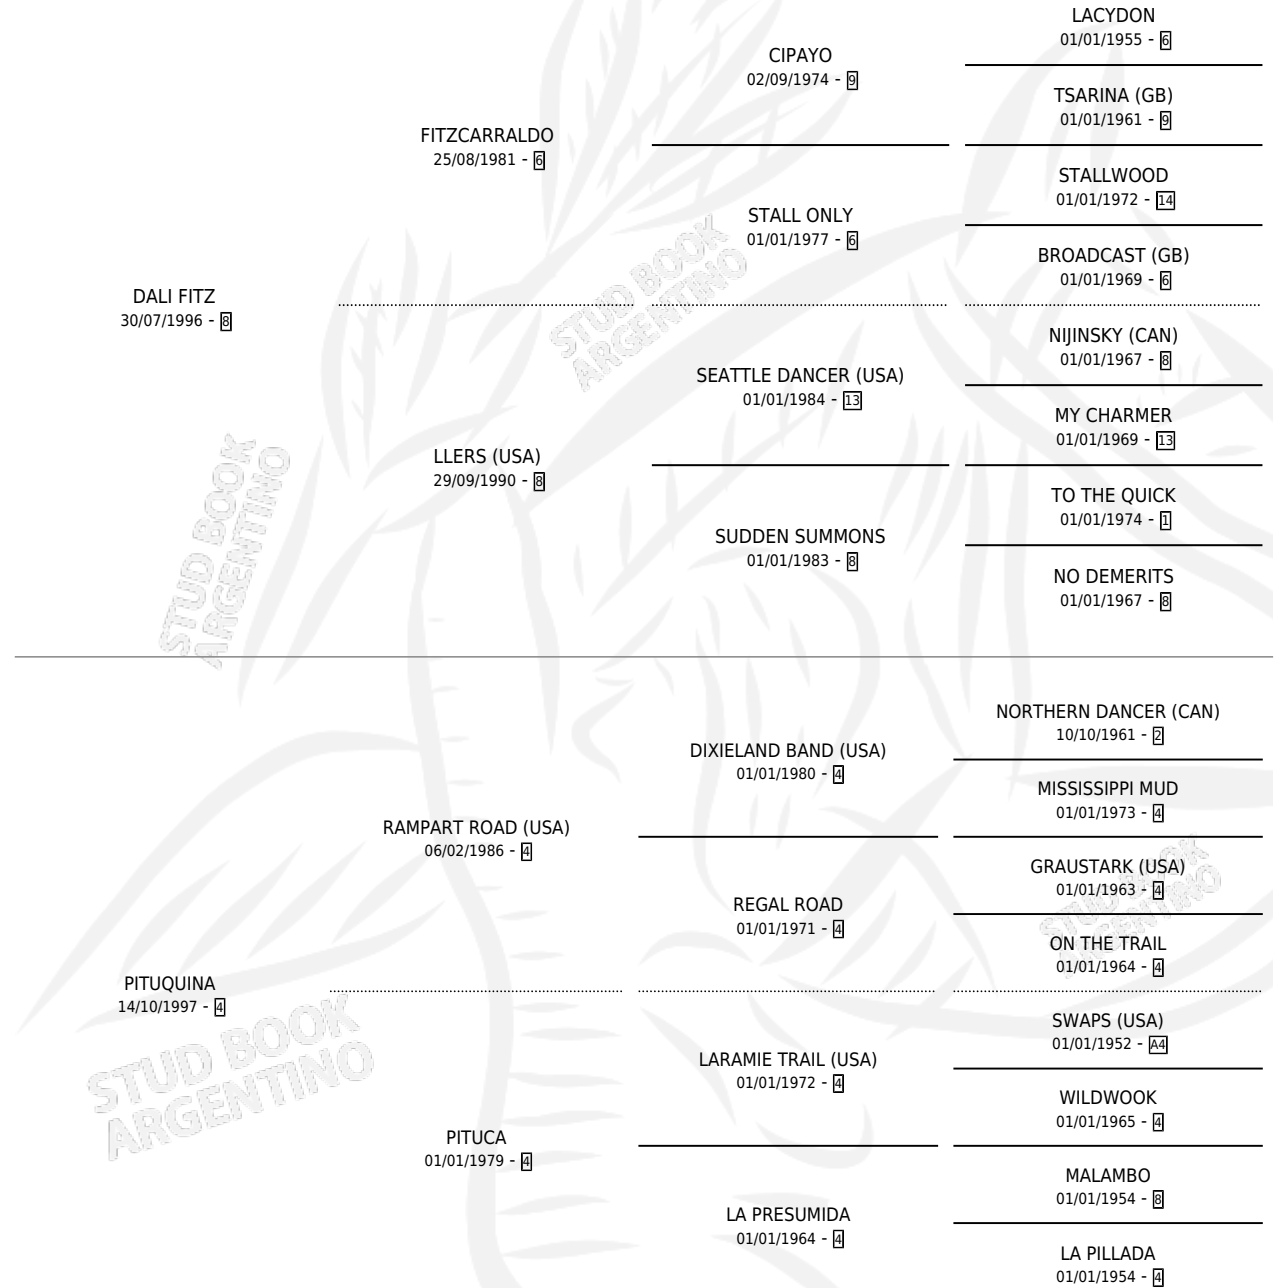 LACYDON
01/01/1955 - 6
CIPAYO
02/09/1974 - 9
TSARINA (GB)
01/01/1961 - 9
FITZCARRALDO
25/08/1981 - 6
STALLWOOD
01/01/1972 - 14
STALL ONLY
01/01/1977 - 6
BROADCAST (GB)
01/01/1969 - 6
DALI FITZ
30/07/1996 - 8
NIJINSKY (CAN)
01/01/1967 - 8
SEATTLE DANCER (USA)
01/01/1984 - 13
MY CHARMER
01/01/1969 - 13
LLERS (USA)
29/09/1990 - 8
TO THE QUICK
01/01/1974 - 1
SUDDEN SUMMONS
01/01/1983 - 8
NO DEMERITS
01/01/1967 - 8
NORTHERN DANCER (CAN)
10/10/1961 - 2
DIXIELAND BAND (USA)
01/01/1980 - 4
MISSISSIPPI MUD
01/01/1973 - 4
RAMPART ROAD (USA)
06/02/1986 - 4
GRAUSTARK (USA)
01/01/1963 - 4
REGAL ROAD
01/01/1971 - 4
ON THE TRAIL
01/01/1964 - 4
PITUQUINA
14/10/1997 - 4
SWAPS (USA)
01/01/1952 - A4
LARAMIE TRAIL (USA)
01/01/1972 - 4
WILDWOOK
01/01/1965 - 4
PITUCA
01/01/1979 - 4
MALAMBO
01/01/1954 - 8
LA PRESUMIDA
01/01/1964 - 4
LA PILLADA
01/01/1954 - 4
STUD BOOK
ARGENTINO
STUD BOOK
ARGENTINO
STUD BOOK
ARGENTINO
STUD BOOK
ARGENTINO